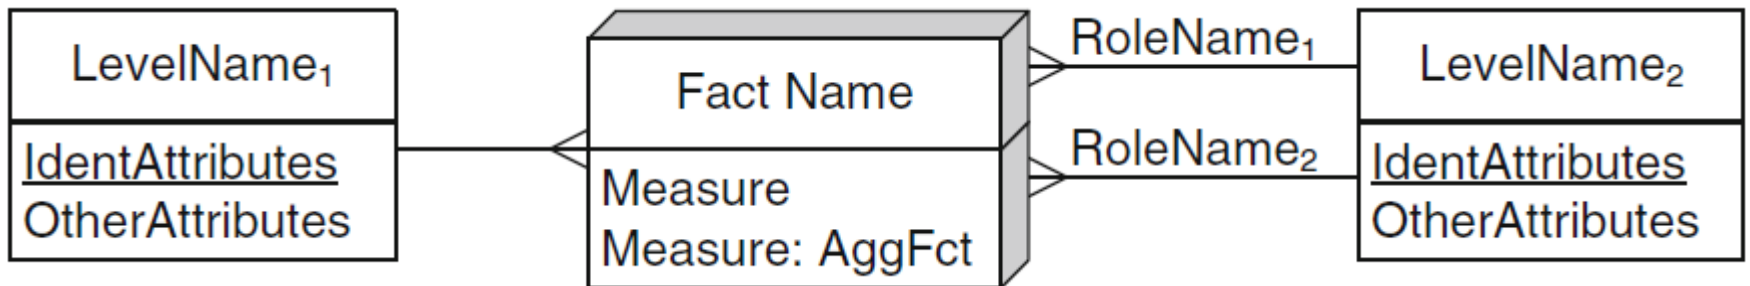 LevelName₁
IdentAttributes
OtherAttributes
Fact Name
Measure
Measure: AggFct
RoleName₁
RoleName₂
LevelName₂
IdentAttributes
OtherAttributes